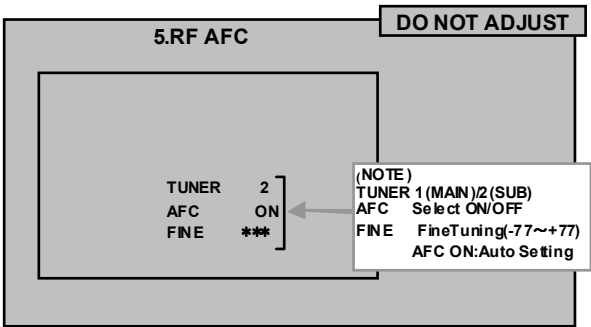 DO NOT ADJUST
5.RF AFC
TUNER 2
AFC ON
FINE ***
(NOTE)
TUNER 1(MAIN)/2(SUB)
AFC Select ON/OFF
FINE FineTuning(-77~+77)
AFC ON:Auto Setting